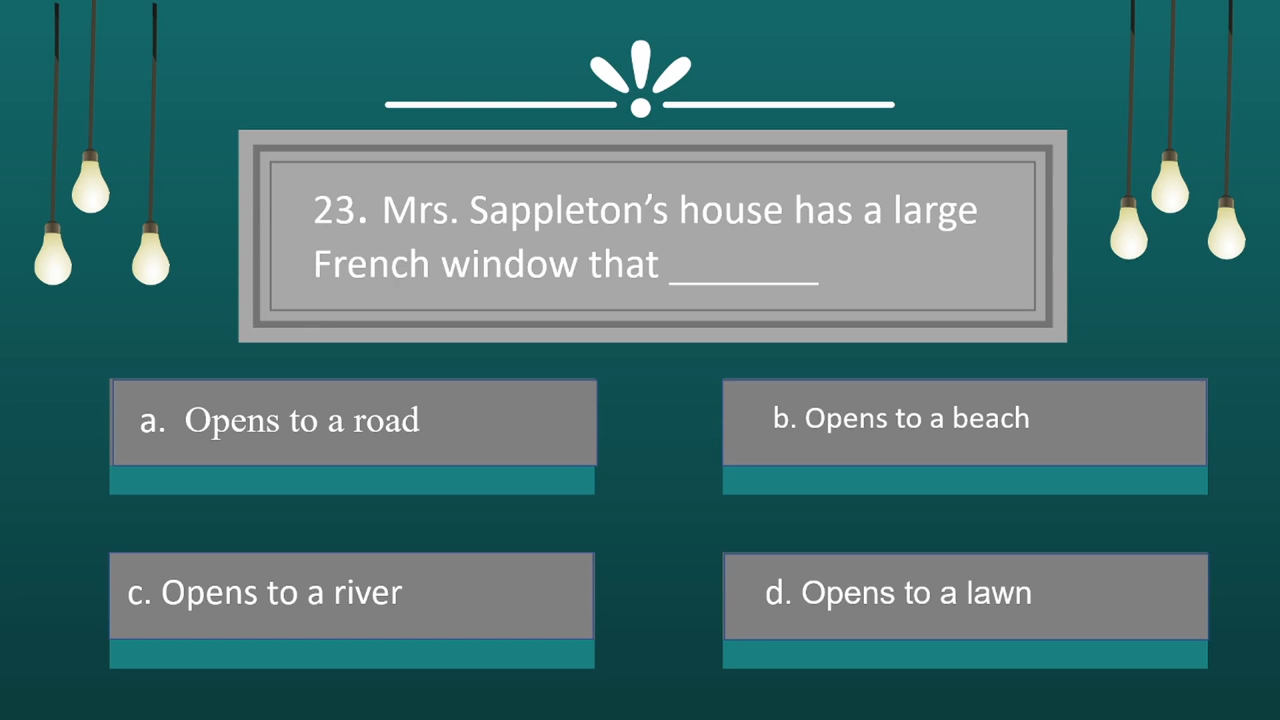 23. Mrs. Sappleton’s house has a large
French window that ________
a. Opens to a road
b. Opens to a beach
c. Opens to a river
d. Opens to a lawn